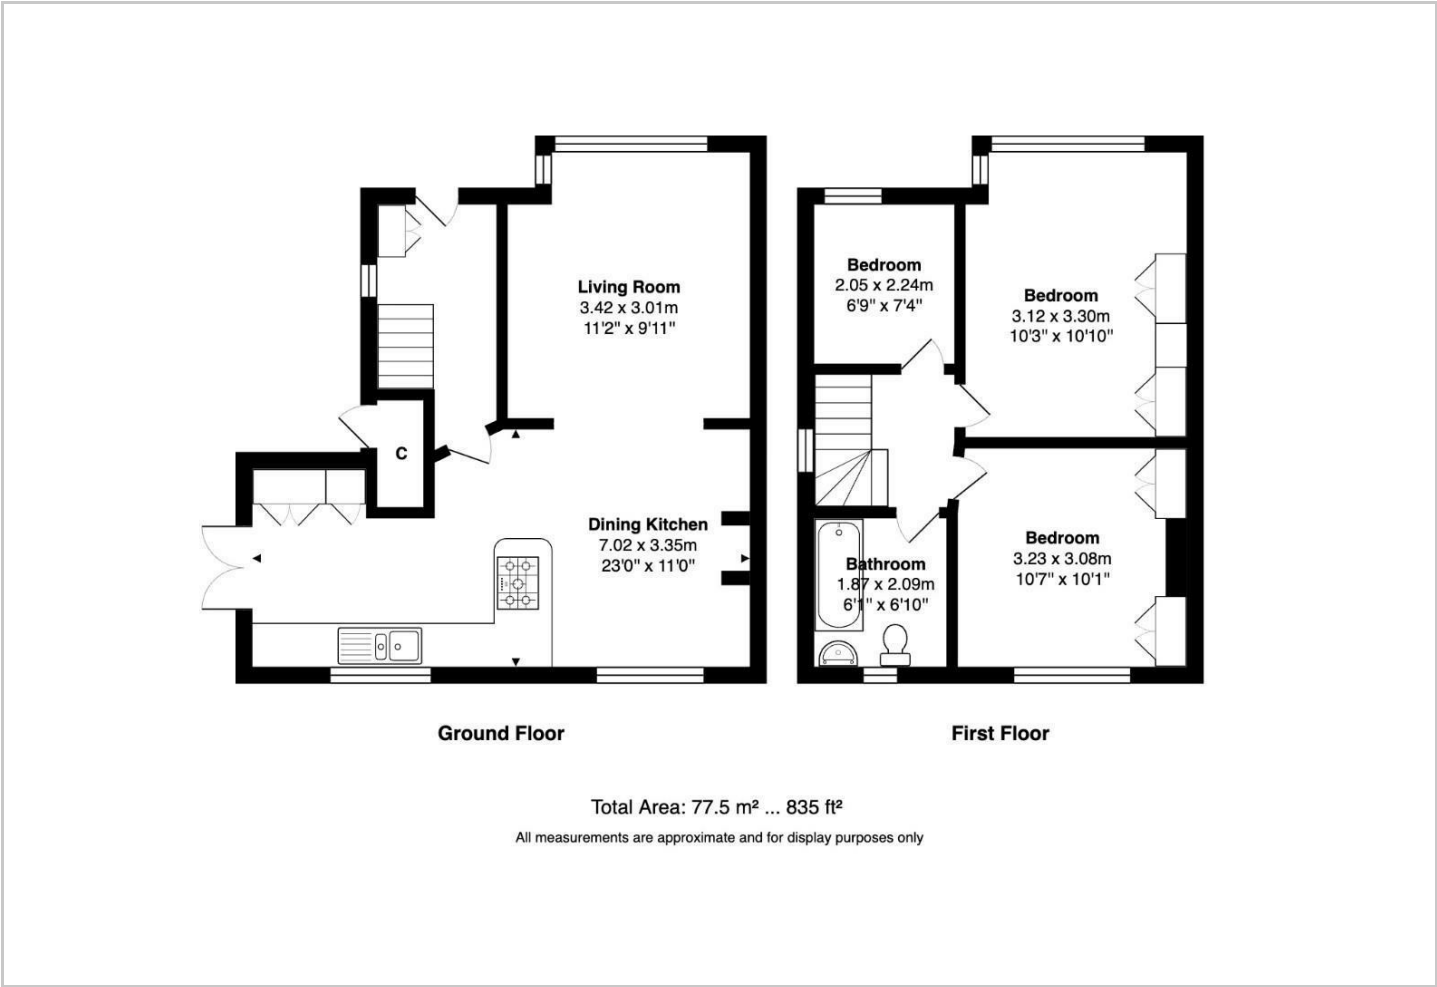 Living Room
3.42 x 3.01m
11'2" x 9'11"
C
Dining Kitchen
7.02 x 3.35m
23'0" x 11'0"
Ground Floor
Bedroom
2.05 x 2.24m
6'9" x 7'4"
Bedroom
3.12 x 3.30m
10'3" x 10'10"
Bedroom
3.23 x 3.08m
10'7" x 10'1"
Bathroom
1.87 x 2.09m
6'1" x 6'10"
First Floor
Total Area: 77.5 m² ... 835 ft²
All measurements are approximate and for display purposes only